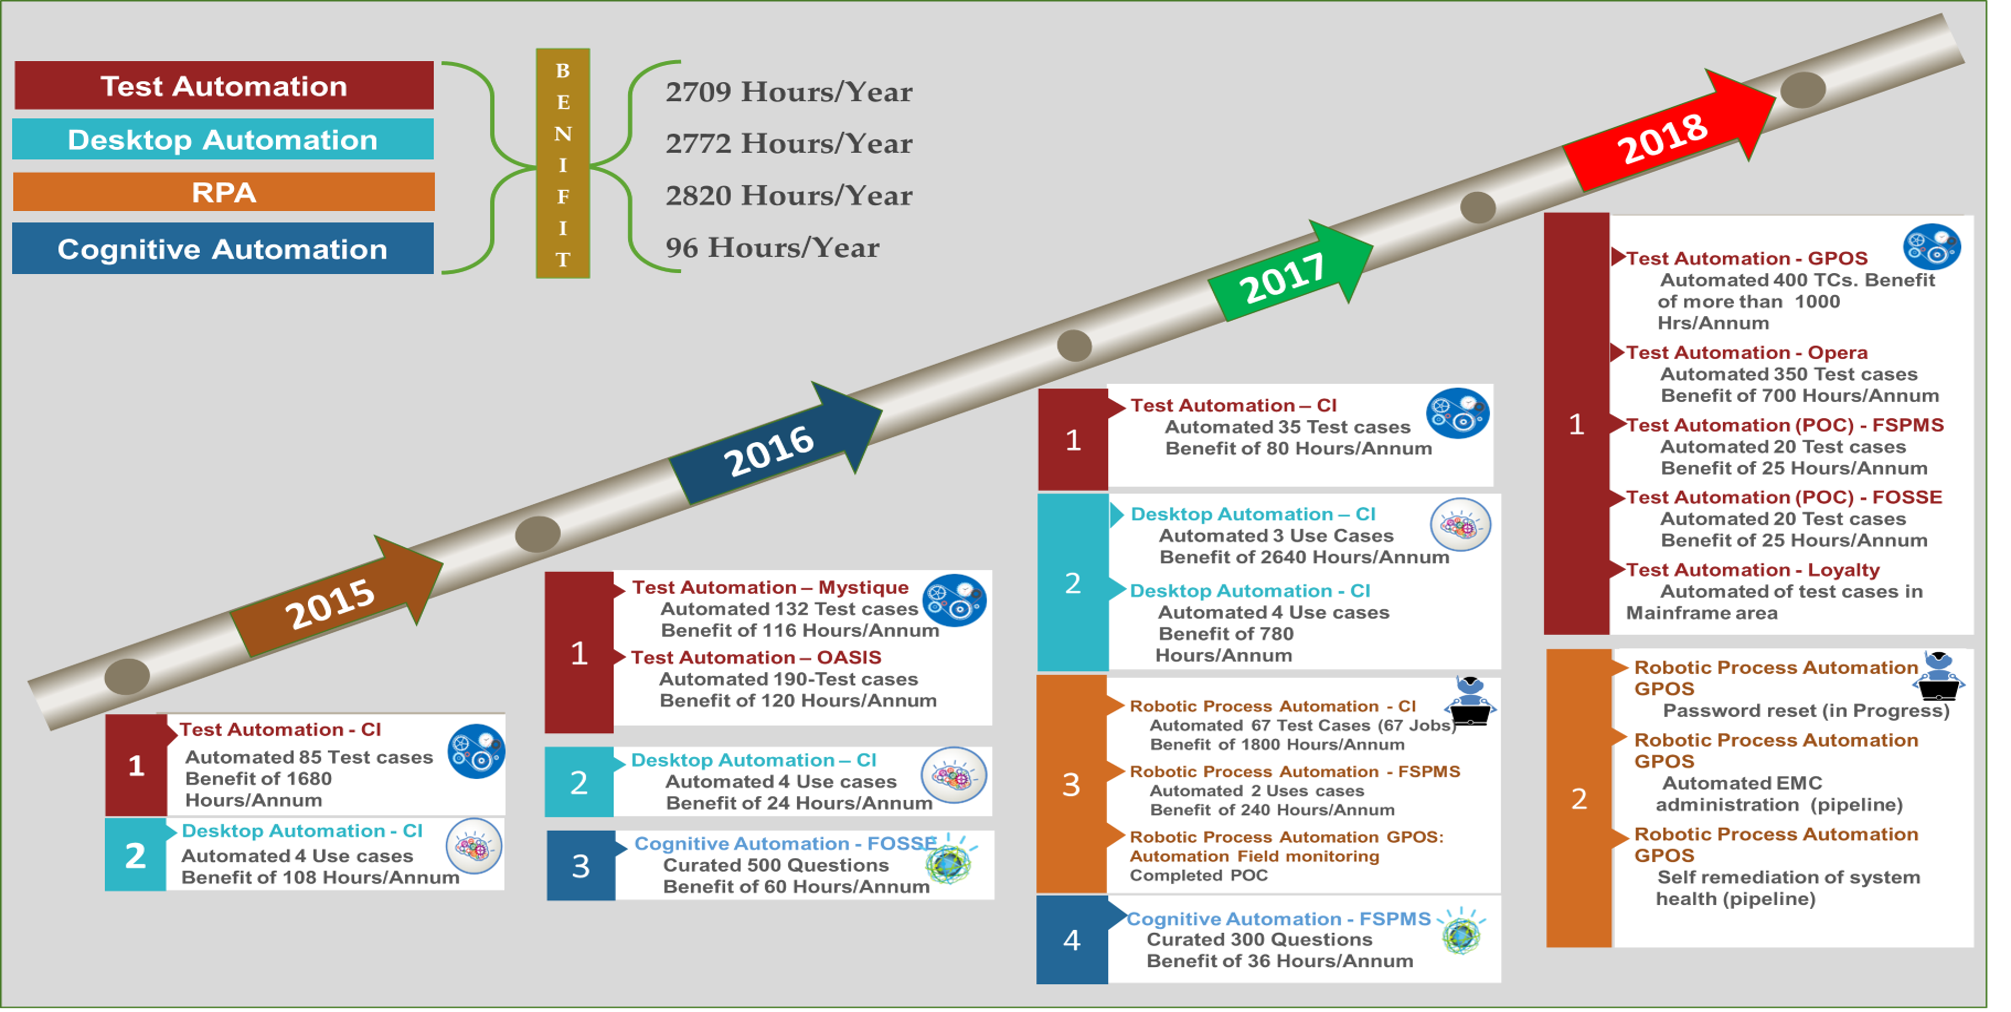 Test Automation
Desktop Automation
RPA
Cognitive Automation
B
E
N
I
F
I
T
2709 Hours/Year
2772 Hours/Year
2820 Hours/Year
96 Hours/Year
2015
2016
2017
2018
1
Test Automation - CI
Automated 85 Test cases
Benefit of 1680
Hours/Annum
2
Desktop Automation - CI
Automated 4 Use cases
Benefit of 108 Hours/Annum
1
Test Automation – Mystique
Automated 132 Test cases
Benefit of 116 Hours/Annum
Test Automation – OASIS
Automated 190-Test cases
Benefit of 120 Hours/Annum
2
Desktop Automation – CI
Automated 4 Use cases
Benefit of 24 Hours/Annum
3
Cognitive Automation - FOSSE
Curated 500 Questions
Benefit of 60 Hours/Annum
1
Test Automation – CI
Automated 35 Test cases
Benefit of 80 Hours/Annum
2
Desktop Automation – CI
Automated 3 Use Cases
Benefit of 2640 Hours/Annum
Desktop Automation - CI
Automated 4 Use cases
Benefit of 780
Hours/Annum
3
Robotic Process Automation - CI
Automated 67 Test Cases (67 Jobs)
Benefit of 1800 Hours/Annum
Robotic Process Automation - FSPMS
Automated 2 Uses cases
Benefit of 240 Hours/Annum
Robotic Process Automation GPOS:
Automation Field monitoring
Completed POC
4
Cognitive Automation - FSPMS
Curated 300 Questions
Benefit of 36 Hours/Annum
1
Test Automation - GPOS
Automated 400 TCs. Benefit
of more than 1000
Hrs/Annum
Test Automation - Opera
Automated 350 Test cases
Benefit of 700 Hours/Annum
Test Automation (POC) - FSPMS
Automated 20 Test cases
Benefit of 25 Hours/Annum
Test Automation (POC) - FOSSE
Automated 20 Test cases
Benefit of 25 Hours/Annum
Test Automation - Loyalty
Automated of test cases in
Mainframe area
2
Robotic Process Automation
GPOS
Password reset (in Progress)
Robotic Process Automation
GPOS
Automated EMC
administration (pipeline)
Robotic Process Automation
GPOS
Self remediation of system
health (pipeline)